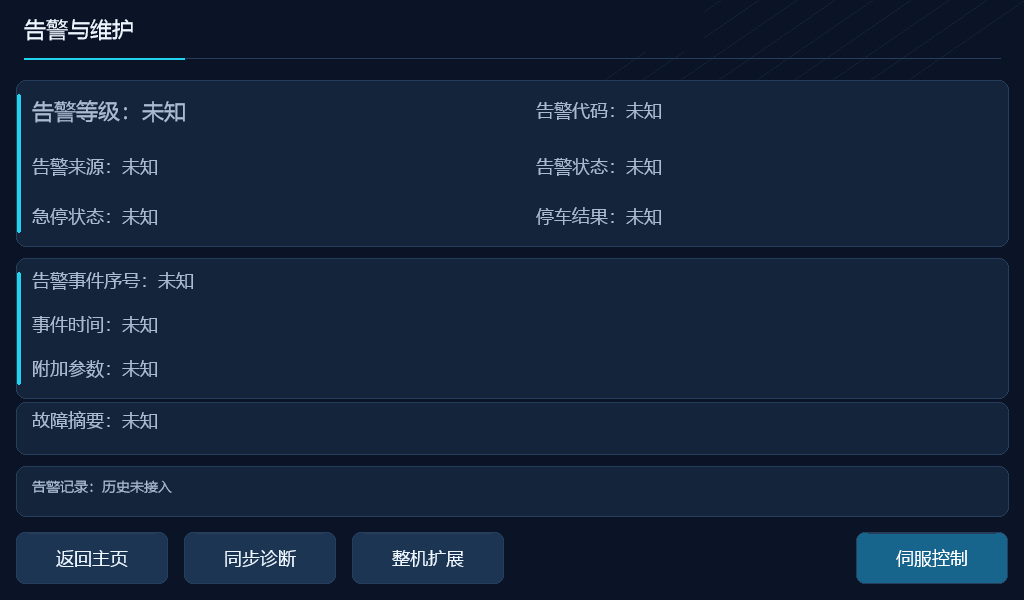 告警与维护
告警等级：未知
告警代码：未知
告警来源：未知
告警状态：未知
急停状态：未知
停车结果：未知
告警事件序号：未知
事件时间：未知
附加参数：未知
故障摘要：未知
告警记录：历史未接入
返回主页
同步诊断
整机扩展
伺服控制